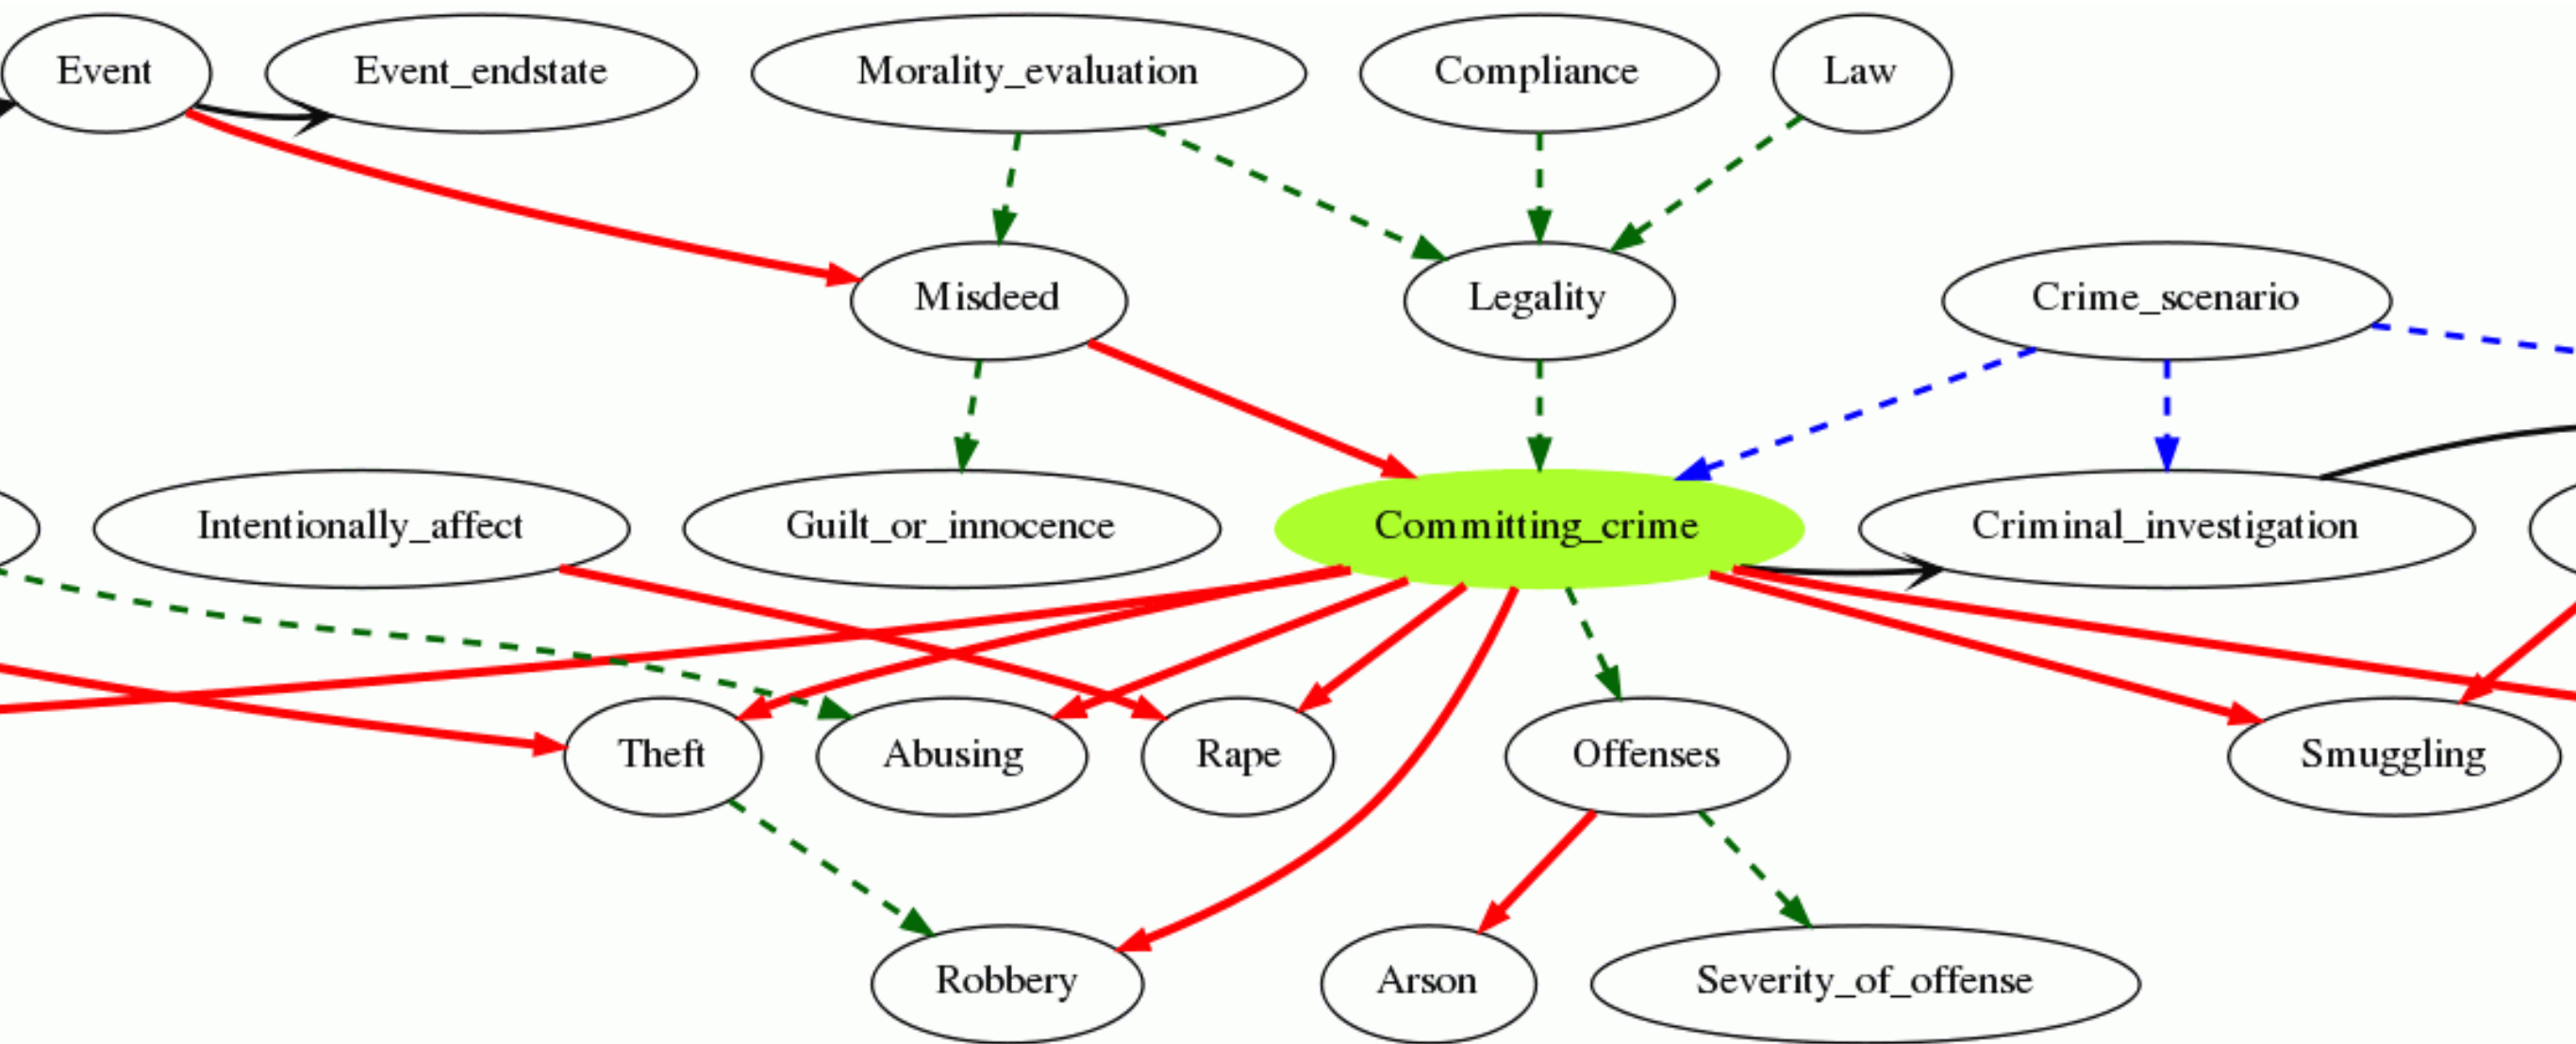 Event
Event_endstate
Morality_evaluation
Compliance
Law
Misdeed
Legality
Crime_scenario
Intentionally_affect
Guilt_or_innocence
Committing_crime
Criminal_investigation
Theft
Abusing
Rape
Offenses
Smuggling
Robbery
Arson
Severity_of_offense